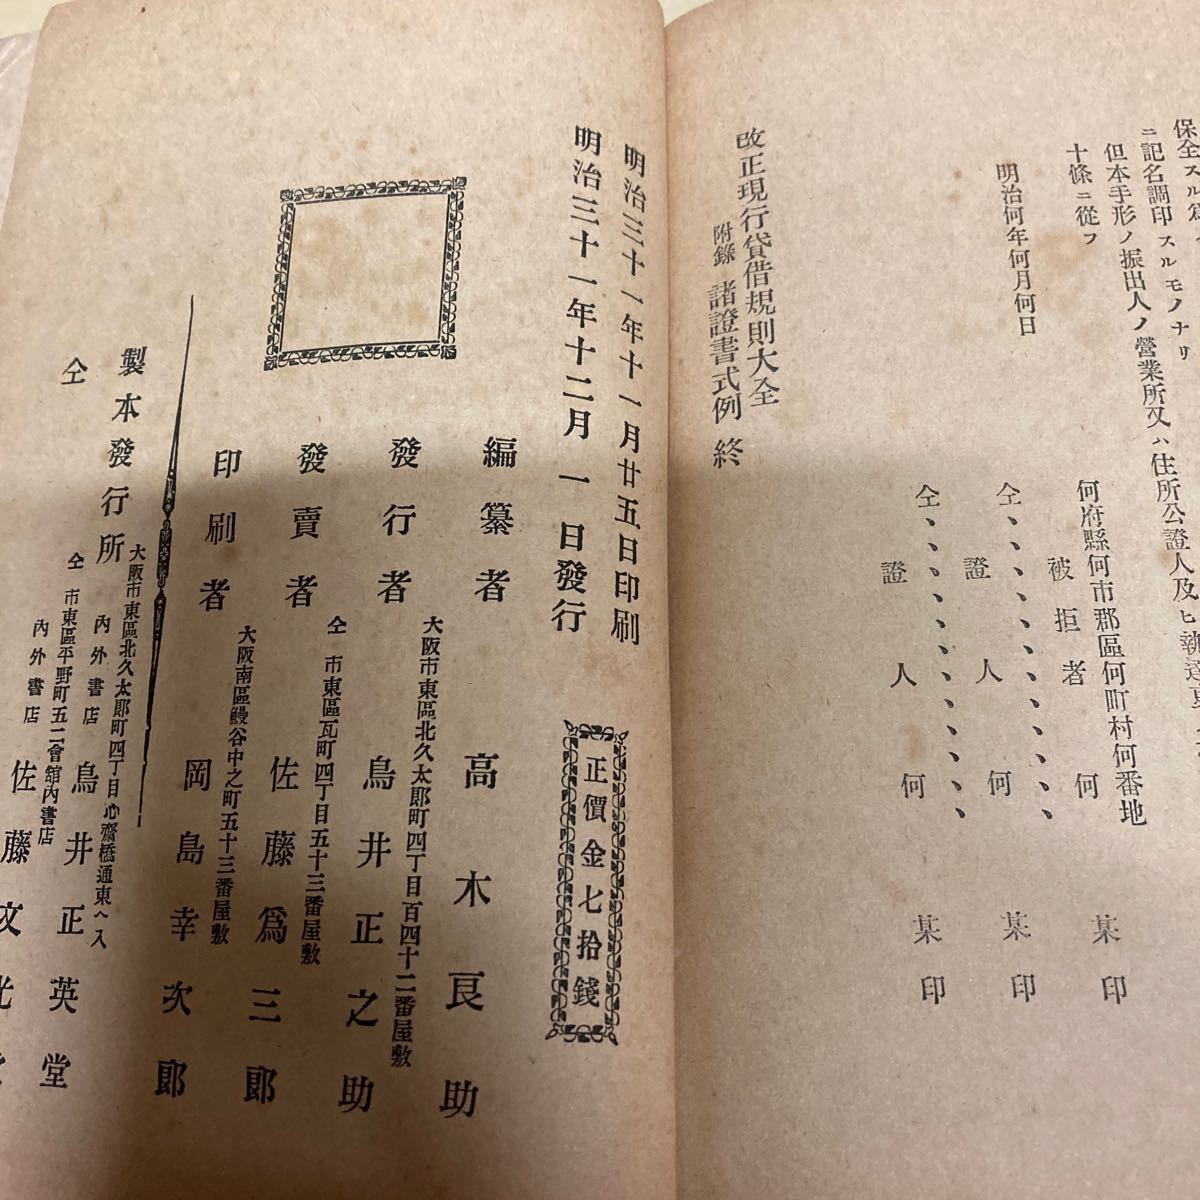 保全スル為
ニ記名調印スルモノナリ
但本手形ノ振出人ノ營業所又ハ住所公證人及ヒ執達
十條ニ從フ
何府縣何市郡區何町村何番地
被拒者 何某印
明治何年何月何日
仝、、、、、、、、、
證人 何某印
仝、、、、、、、、、
證人 何某印
改正現行貸借規則大全
附錄 諸證書式例 終
明治三十一年十一月廿五日印刷
明治三十一年十二月一日發行
正價金七拾錢
編纂者 高木良助
大阪市東區北久太郎町四丁目百四十二番屋敷
發行者 鳥井正之助
仝市東區瓦町四丁目五十三番屋敷
發賣者 佐藤爲三郎
大阪南區鰻谷中之町五十三番屋敷
印刷者 岡島幸次郎
大阪市東區北久太郎町四丁目心齋橋通東ヘ入
製本發行所 內外書店 鳥井正英堂
仝市東區平野町五二會舘內書店
仝 內外書店 佐藤文光堂